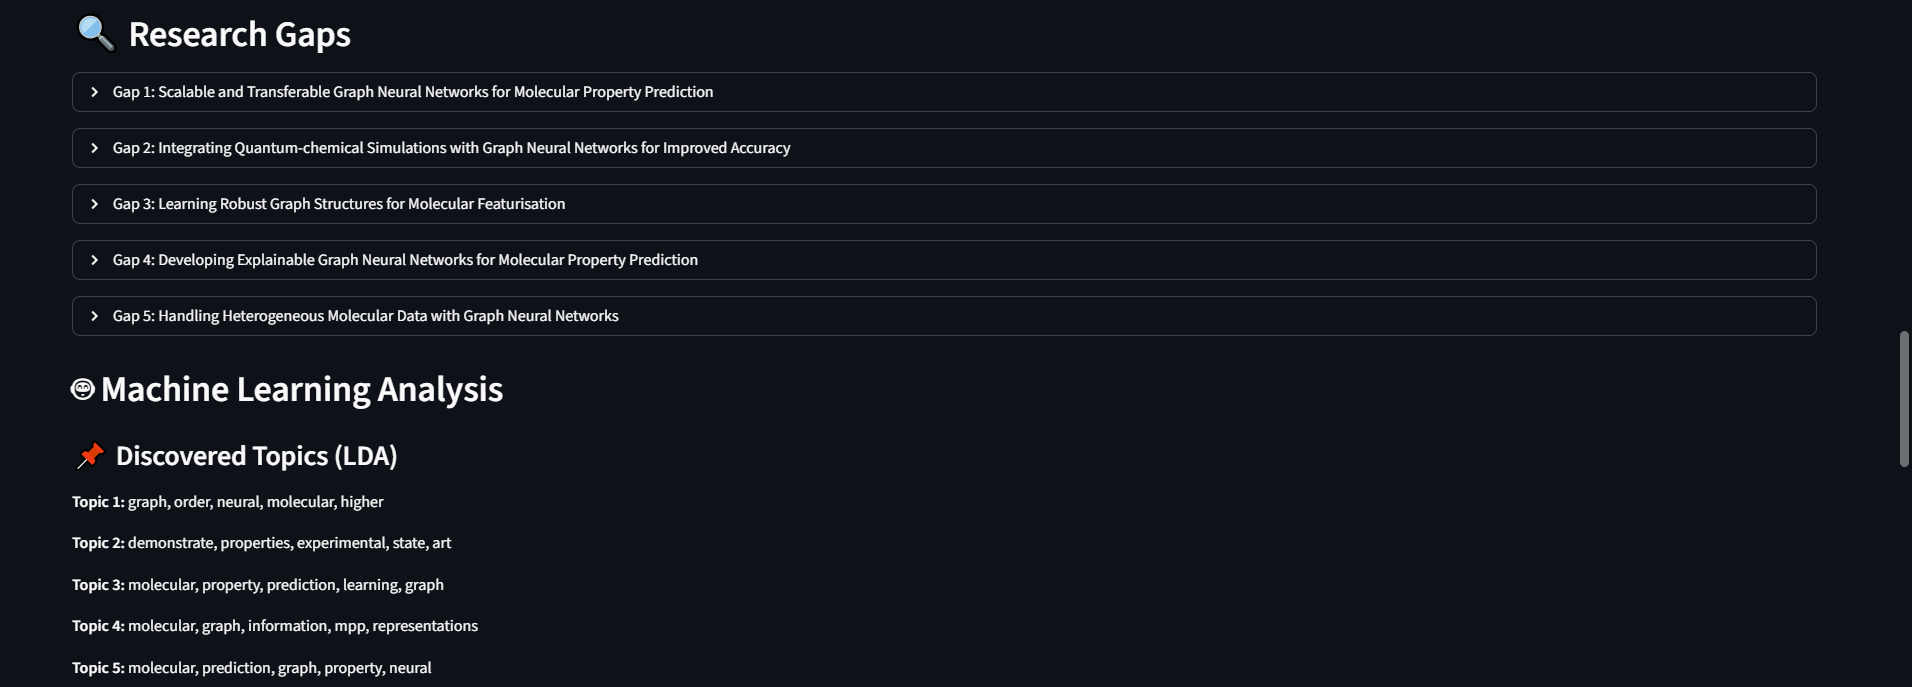 Research Gaps
Gap 1: Scalable and Transferable Graph Neural Networks for Molecular Property Prediction
Gap 2: Integrating Quantum-chemical Simulations with Graph Neural Networks for Improved Accuracy
Gap 3: Learning Robust Graph Structures for Molecular Featurisation
Gap 4: Developing Explainable Graph Neural Networks for Molecular Property Prediction
Gap 5: Handling Heterogeneous Molecular Data with Graph Neural Networks
Machine Learning Analysis
Discovered Topics (LDA)
Topic 1: graph, order, neural, molecular, higher
Topic 2: demonstrate, properties, experimental, state, art
Topic 3: molecular, property, prediction, learning, graph
Topic 4: molecular, graph, information, mpp, representations
Topic 5: molecular, prediction, graph, property, neural